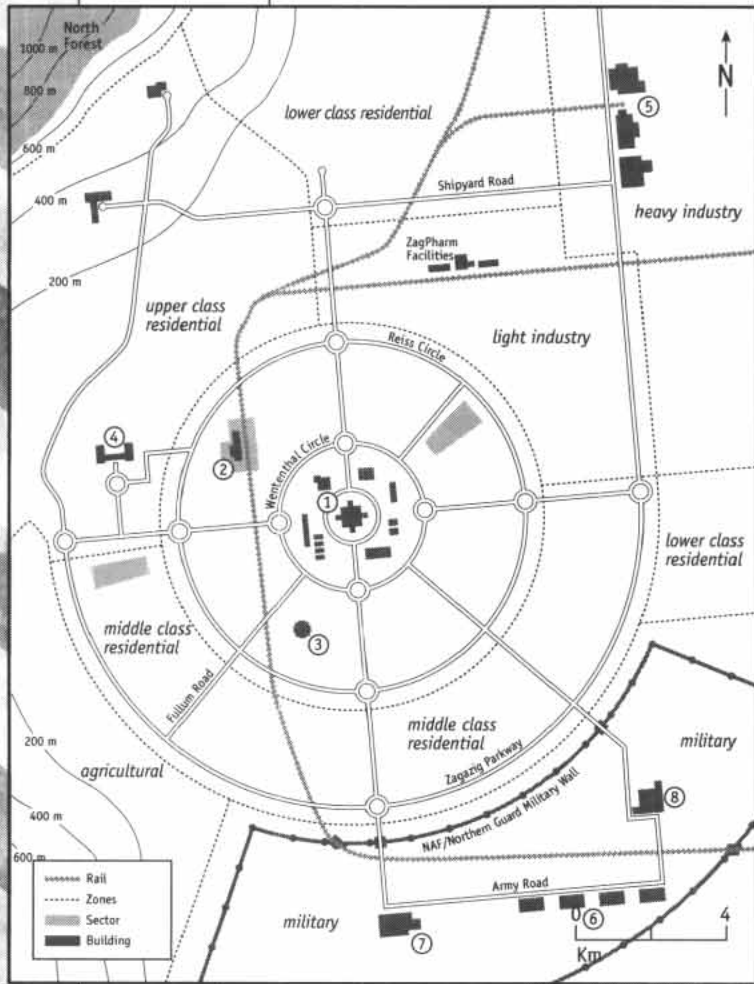 North
Forest
1000 m
800 m
600 m
400 m
200 m
N
lower class residential
5
Shipyard Road
heavy industry
ZagPharm
Facilities
upper class
residential
light industry
Reiss Circle
4
2
Wententhal Circle
1
lower class
residential
3
middle class
residential
Fullum Road
middle class
residential
Zagazig Parkway
military
agricultural
200 m
400 m
600 m
NAF/Northern Guard Military Wall
8
Rail
Zones
Sector
Building
military
Army Road
7
6
0
4
Km